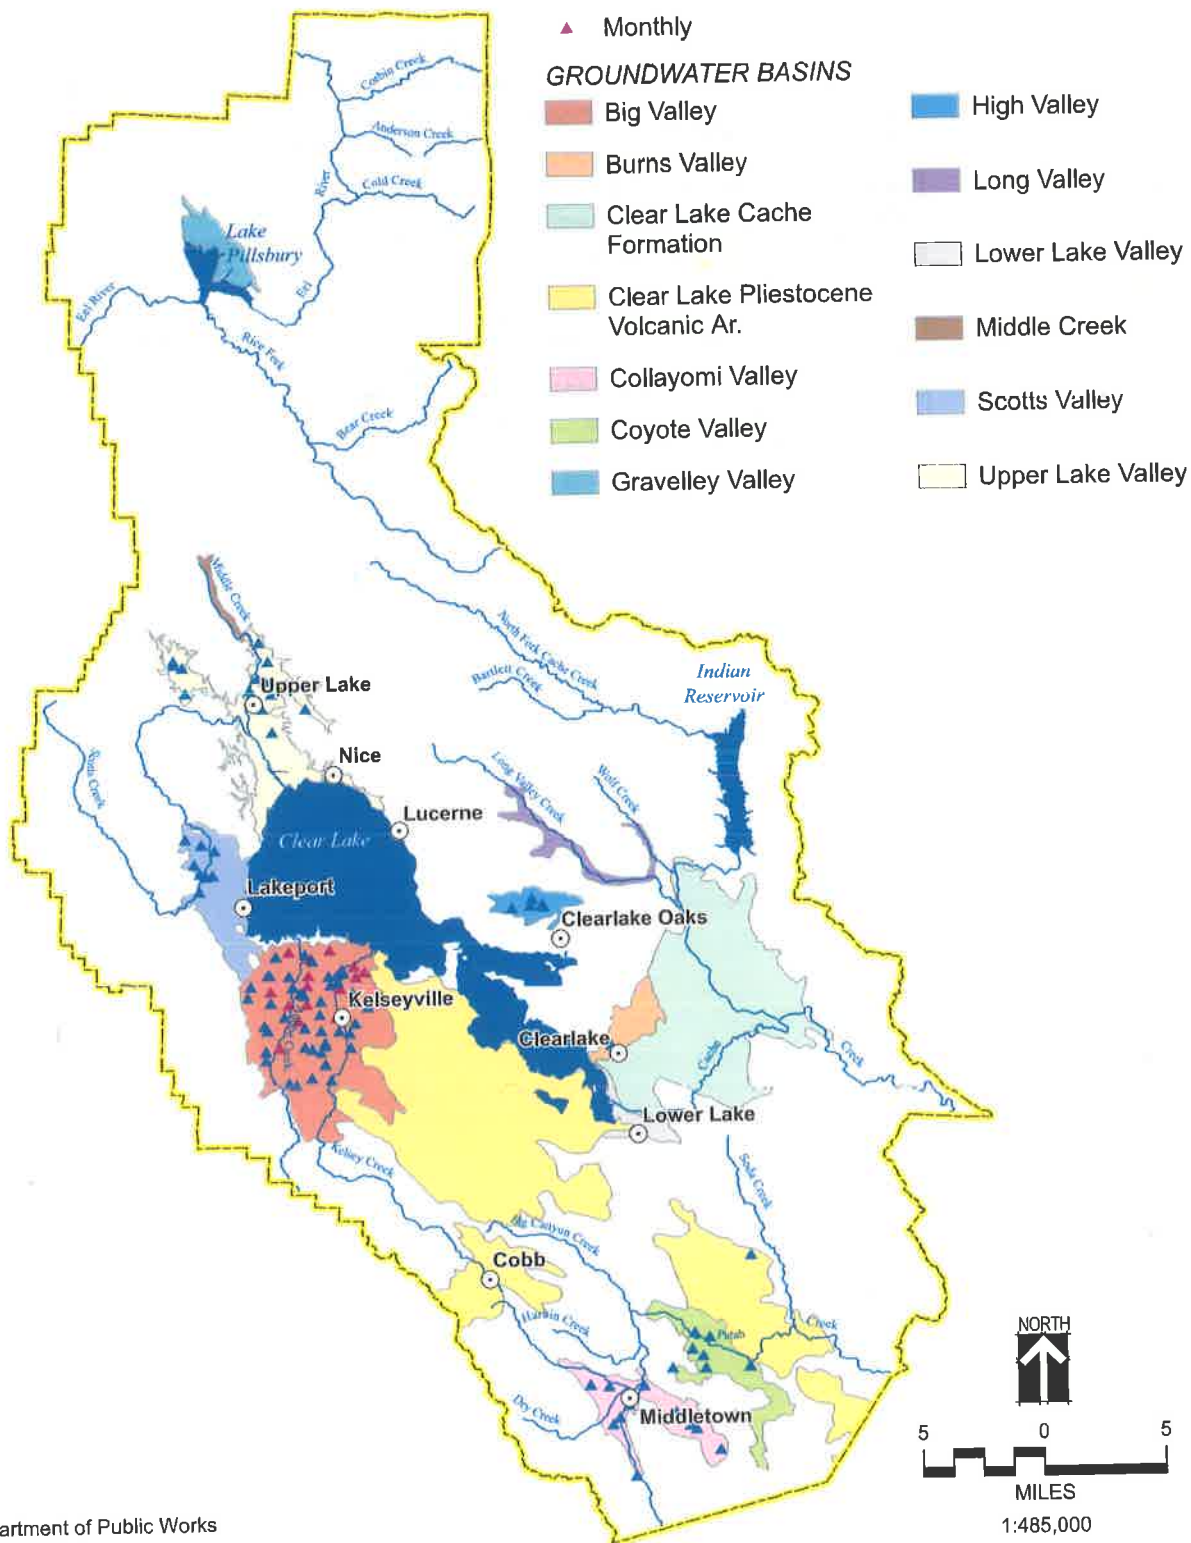 Monthly
GROUNDWATER BASINS
Big Valley
Burns Valley
Clear Lake Cache
Formation
Clear Lake Pliestocene
Volcanic Ar.
Collayomi Valley
Coyote Valley
Gravelley Valley
High Valley
Long Valley
Lower Lake Valley
Middle Creek
Scotts Valley
Upper Lake Valley
Corbin Creek
Anderson Creek
River
Cold Creek
Lake
Pillsbury
Eel River
Eel
Rice Fork
Bear Creek
Middle Creek
North Fork Cache Creek
Bartlett Creek
Indian
Reservoir
Upper Lake
Nice
Scotts Creek
Long Valley Creek
Wolf Creek
Lucerne
Clear Lake
Lakeport
Clearlake Oaks
Kelseyville
Clearlake
Cache
Creek
Lower Lake
Kelsey Creek
Soda Creek
Big Canyon Creek
Cobb
Harbin Creek
Putah
Creek
Dry Creek
Middletown
NORTH
5 0 5
MILES
1:485,000
artment of Public Works